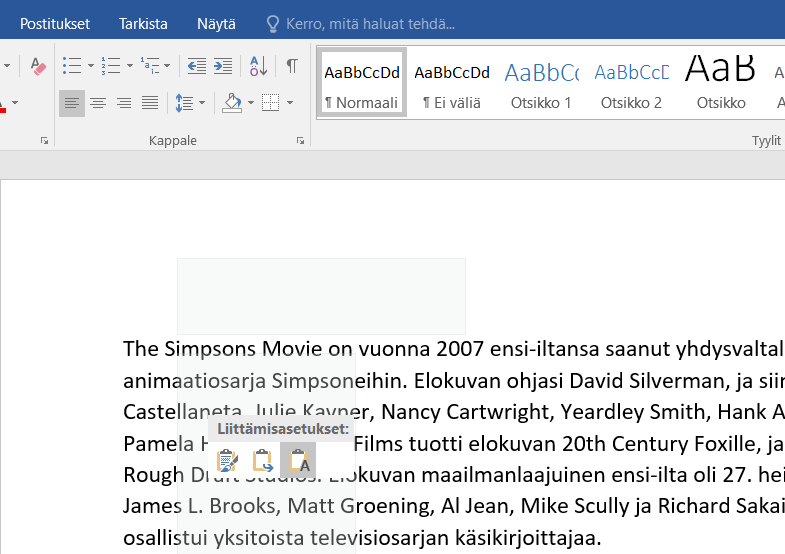 Postitukset Tarkista Näytä Kerro, mitä haluat tehdä...
AaBbCcDd AaBbCcDd AaBbC AaBbCcD AaB
¶ Normaali ¶ Ei väliä Otsikko 1 Otsikko 2 Otsikko
Kappale Tyylit
The Simpsons Movie on vuonna 2007 ensi-iltansa saanut yhdysvaltal
animaatiosarja Simpsoneihin. Elokuvan ohjasi David Silverman, ja sii
Castellaneta, Julie Kavner, Nancy Cartwright, Yeardley Smith, Hank A
Liittämisasetukset:
Pamela H Films tuotti elokuvan 20th Century Foxille, ja
Rough Draft Studios. Elokuvan maailmanlaajuinen ensi-ilta oli 27. hei
James L. Brooks, Matt Groening, Al Jean, Mike Scully ja Richard Sakai
osallistui yksitoista televisiosarjan käsikirjoittajaa.